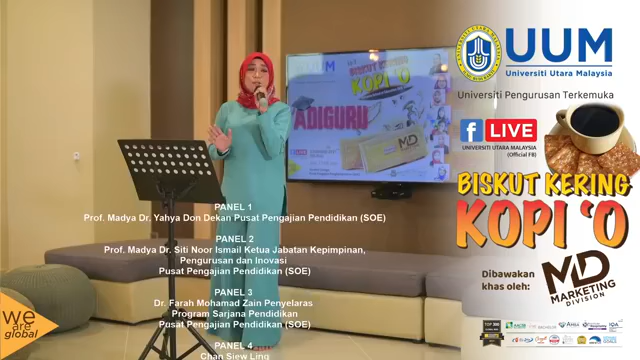 UUM
Universiti Utara Malaysia
Universiti Pengurusan Terkemuka
f LIVE
UNIVERSITI UTARA MALAYSIA
(Official FB)
BISKUT KERING
KOPI 'O
Dibawakan
khas oleh:
MD
MARKETING
DIVISION
BISKUT KERING
KOPI 'O
ADIGURU
MD
PANEL 1
Prof. Madya Dr. Yahya Don Dekan Pusat Pengajian Pendidikan (SOE)
PANEL 2
Prof. Madya Dr. Siti Noor Ismail Ketua Jabatan Kepimpinan,
Pengurusan dan Inovasi
Pusat Pengajian Pendidikan (SOE)
PANEL 3
Dr. Farah Mohamad Zain Penyelaras
Program Sarjana Pendidikan
Pusat Pengajian Pendidikan (SOE)
PANEL 4
Chan Siew Ling
we
are
global